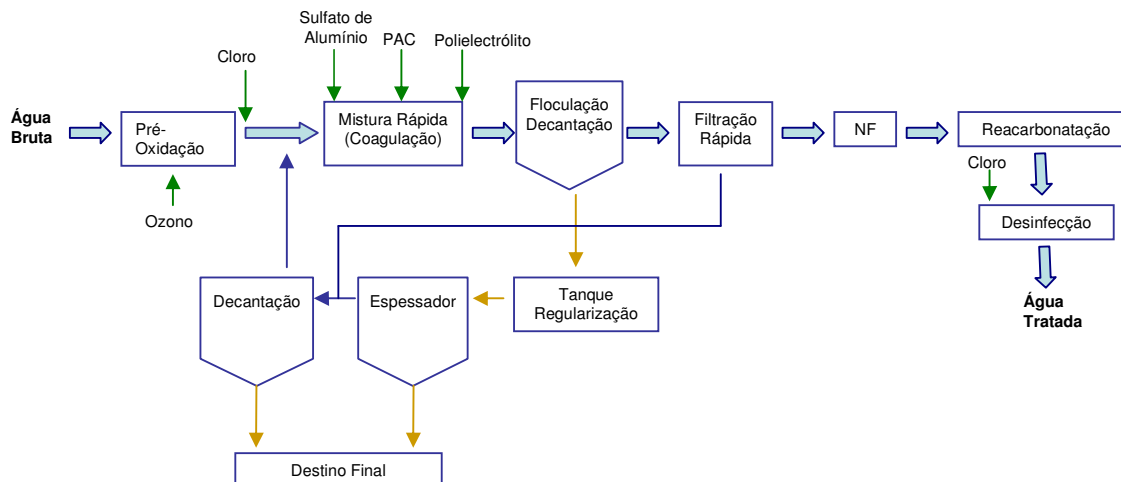 Sulfato de
Alumínio
PAC
Polielectrólito
Cloro
Água
Bruta
Pré-
Oxidação
Mistura Rápida
(Coagulação)
Floculação
Decantação
Filtração
Rápida
NF
Reacarbonatação
Cloro
Ozono
Desinfecção
Decantação
Espessador
Tanque
Regularização
Água
Tratada
Destino Final